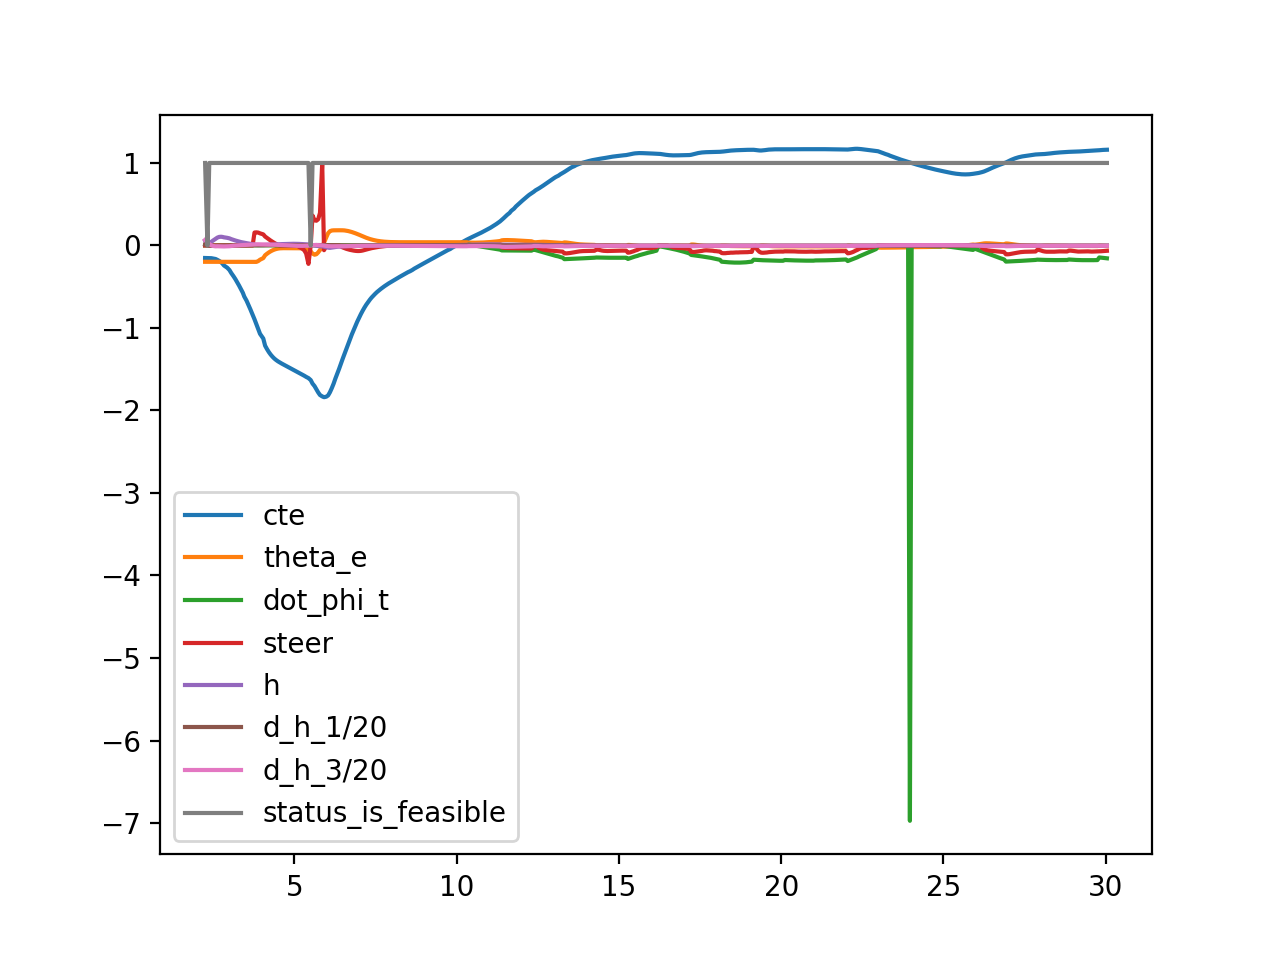 1
0
−1
−2
−3
−4
−5
−6
−7
cte
theta_e
dot_phi_t
steer
h
d_h_1/20
d_h_3/20
status_is_feasible
5 10 15 20 25 30